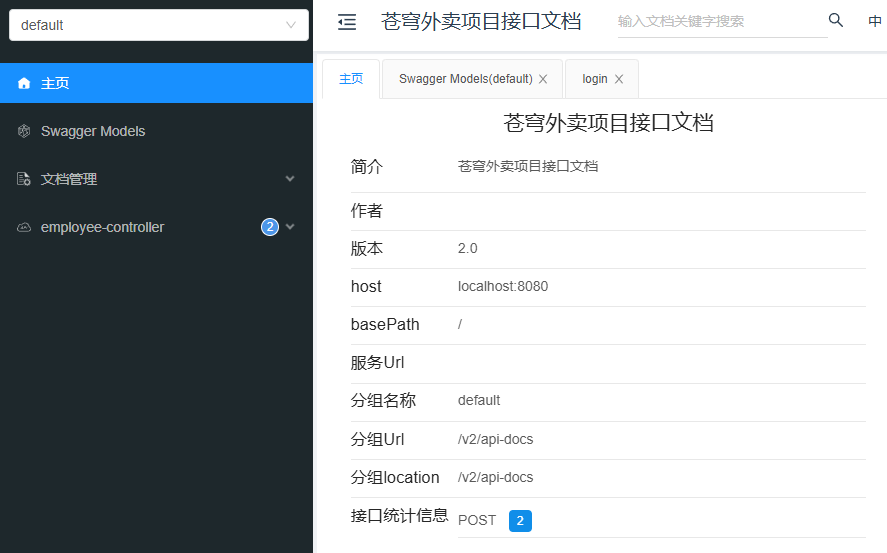 default
主页
Swagger Models
文档管理
employee-controller
2
苍穹外卖项目接口文档
输入文档关键字搜索
中
主页
Swagger Models(default)
login
苍穹外卖项目接口文档
简介 苍穹外卖项目接口文档
作者
版本 2.0
host localhost:8080
basePath /
服务Url
分组名称 default
分组Url /v2/api-docs
分组location /v2/api-docs
接口统计信息 POST 2